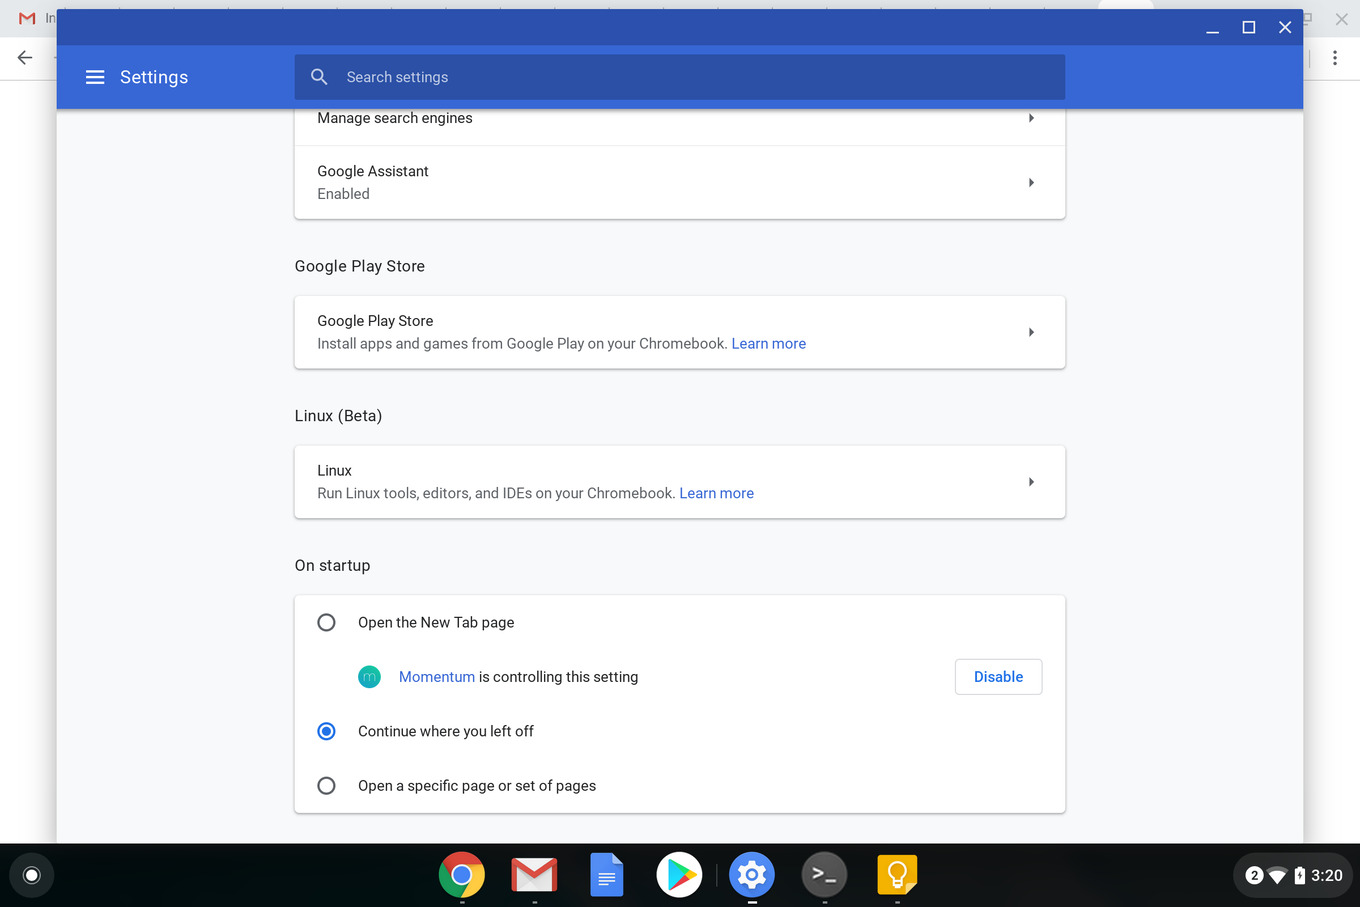 In
Settings
Search settings
Manage search engines
Google Assistant
Enabled
Google Play Store
Google Play Store
Install apps and games from Google Play on your Chromebook. Learn more
Linux (Beta)
Linux
Run Linux tools, editors, and IDEs on your Chromebook. Learn more
On startup
Open the New Tab page
m Momentum is controlling this setting
Disable
Continue where you left off
Open a specific page or set of pages
2 3:20